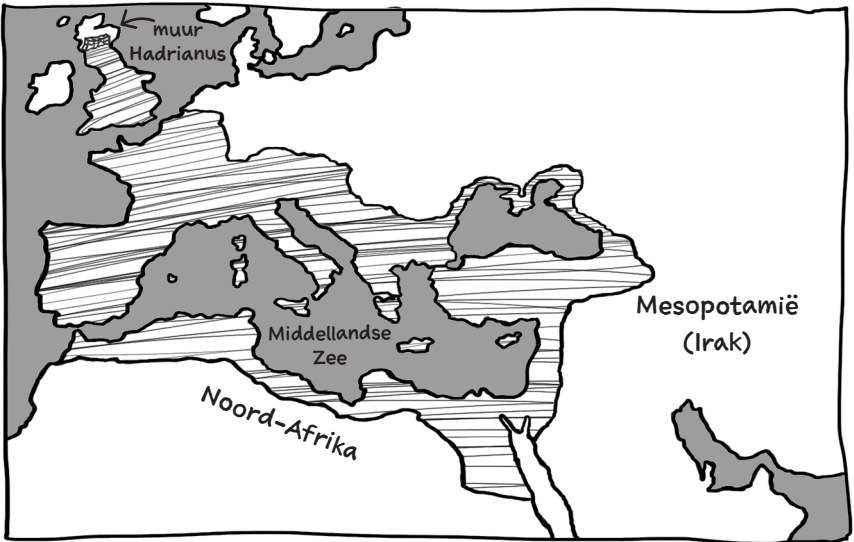 muur
Hadrianus
Mesopotamië
(Irak)
Middellandse
Zee
Noord-Afrika